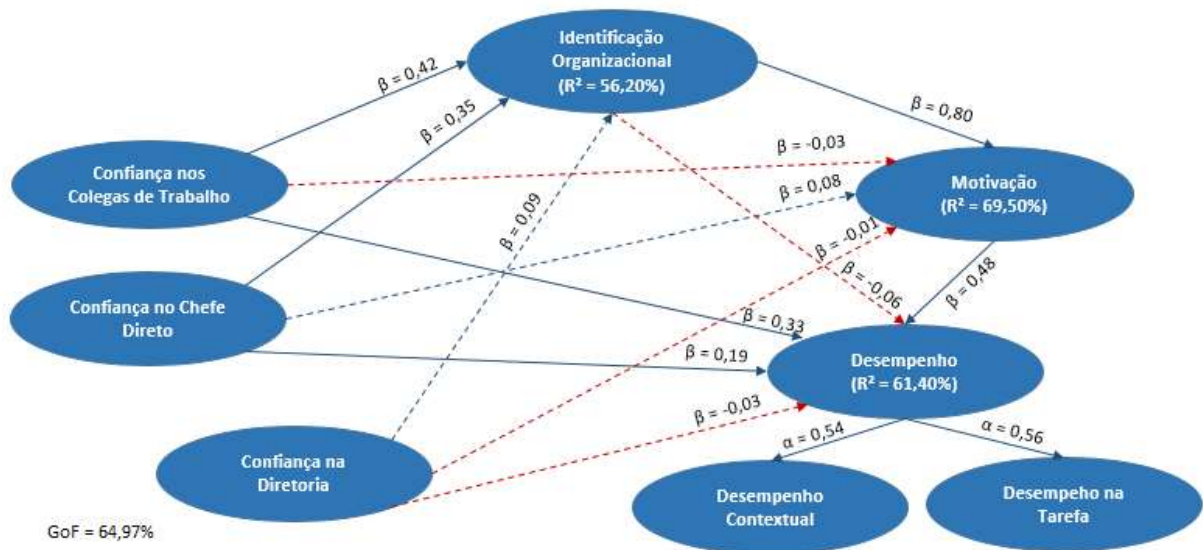 Identificação
Organizacional
(R² = 56,20%)
β = 0,42
β = 0,35
β = 0,80
Confiança nos
Colegas de Trabalho
β = -0,03
Motivação
(R² = 69,50%)
β = 0,08
β = 0,09
β = -0,01
β = -0,06
β = 0,48
Confiança no Chefe
Direto
β = 0,33
β = 0,19
Desempenho
(R² = 61,40%)
β = -0,03
α = 0,54
α = 0,56
Confiança na
Diretoria
Desempenho
Contextual
Desempeho na
Tarefa
GoF = 64,97%